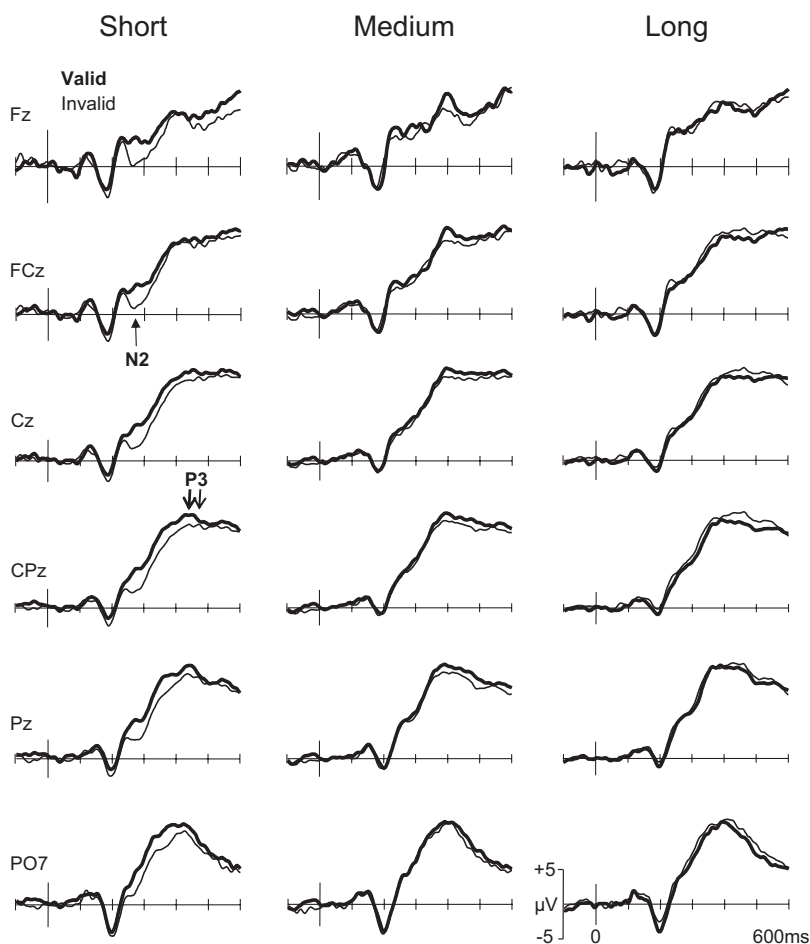 Short Medium Long
Valid
Invalid
Fz
FCz
N2
Cz
P3
CPz
Pz
PO7
+5
µV
-5 0 600ms